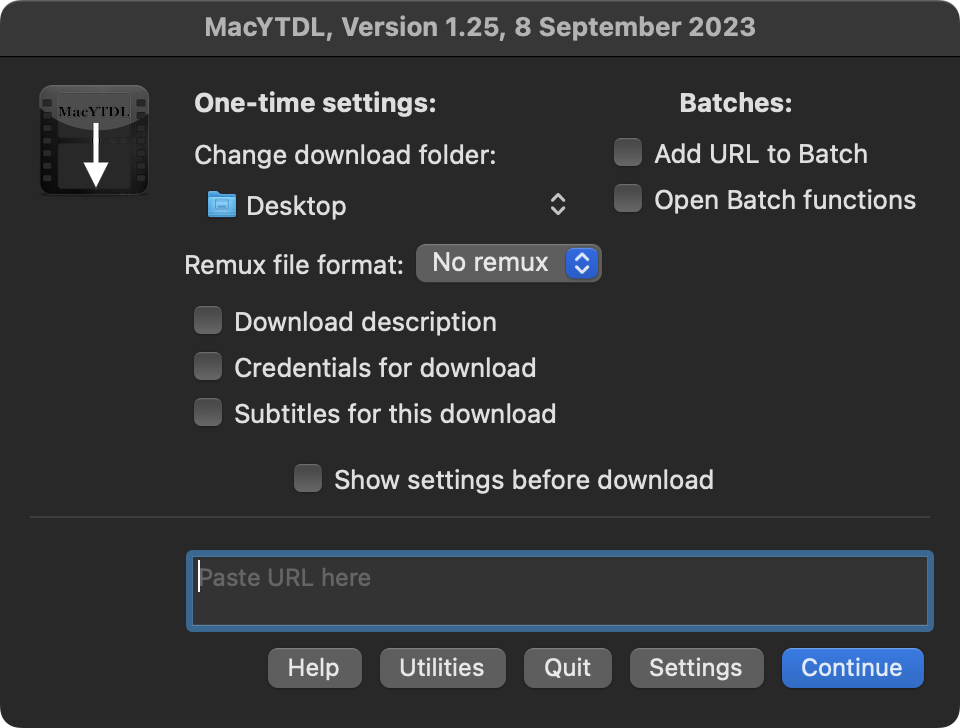 MacYTDL, Version 1.25, 8 September 2023
MacYTDL
One-time settings:
Batches:
Change download folder:
Add URL to Batch
Desktop
Open Batch functions
Remux file format:
No remux
Download description
Credentials for download
Subtitles for this download
Show settings before download
Paste URL here
Help
Utilities
Quit
Settings
Continue